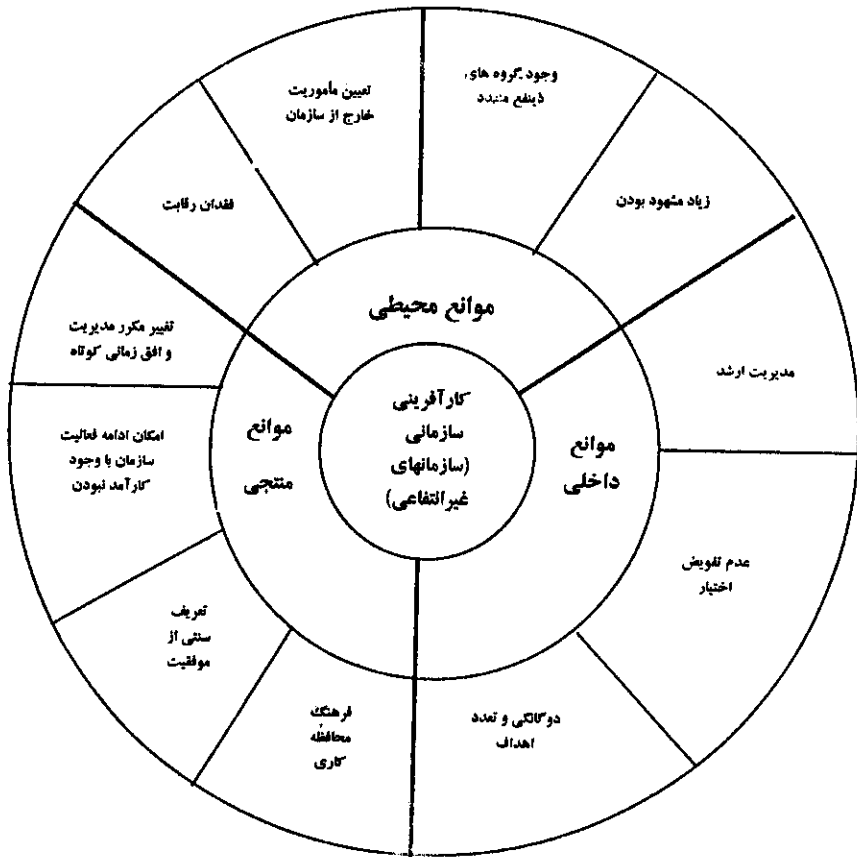 وجود گروه های
ذینفع متعدد
تعیین مأموریت
خارج از سازمان
زیاد مشهود بودن
فقدان رقابت
موانع محیطی
تغییر مکرر مدیریت
و افق زمانی کوتاه
مدیریت ارشد
کارآفرینی
سازمانی
(سازمانهای
غیرانتفاعی)
موانع
داخلی
موانع
منتجی
امکان ادامه فعالیت
سازمان با وجود
کارآمد نبودن
عدم تفویض
اختیار
تعریف
سنتی از
موفقیت
دوگانگی و تعدد
اهداف
فرهنگ
محافظه
کاری